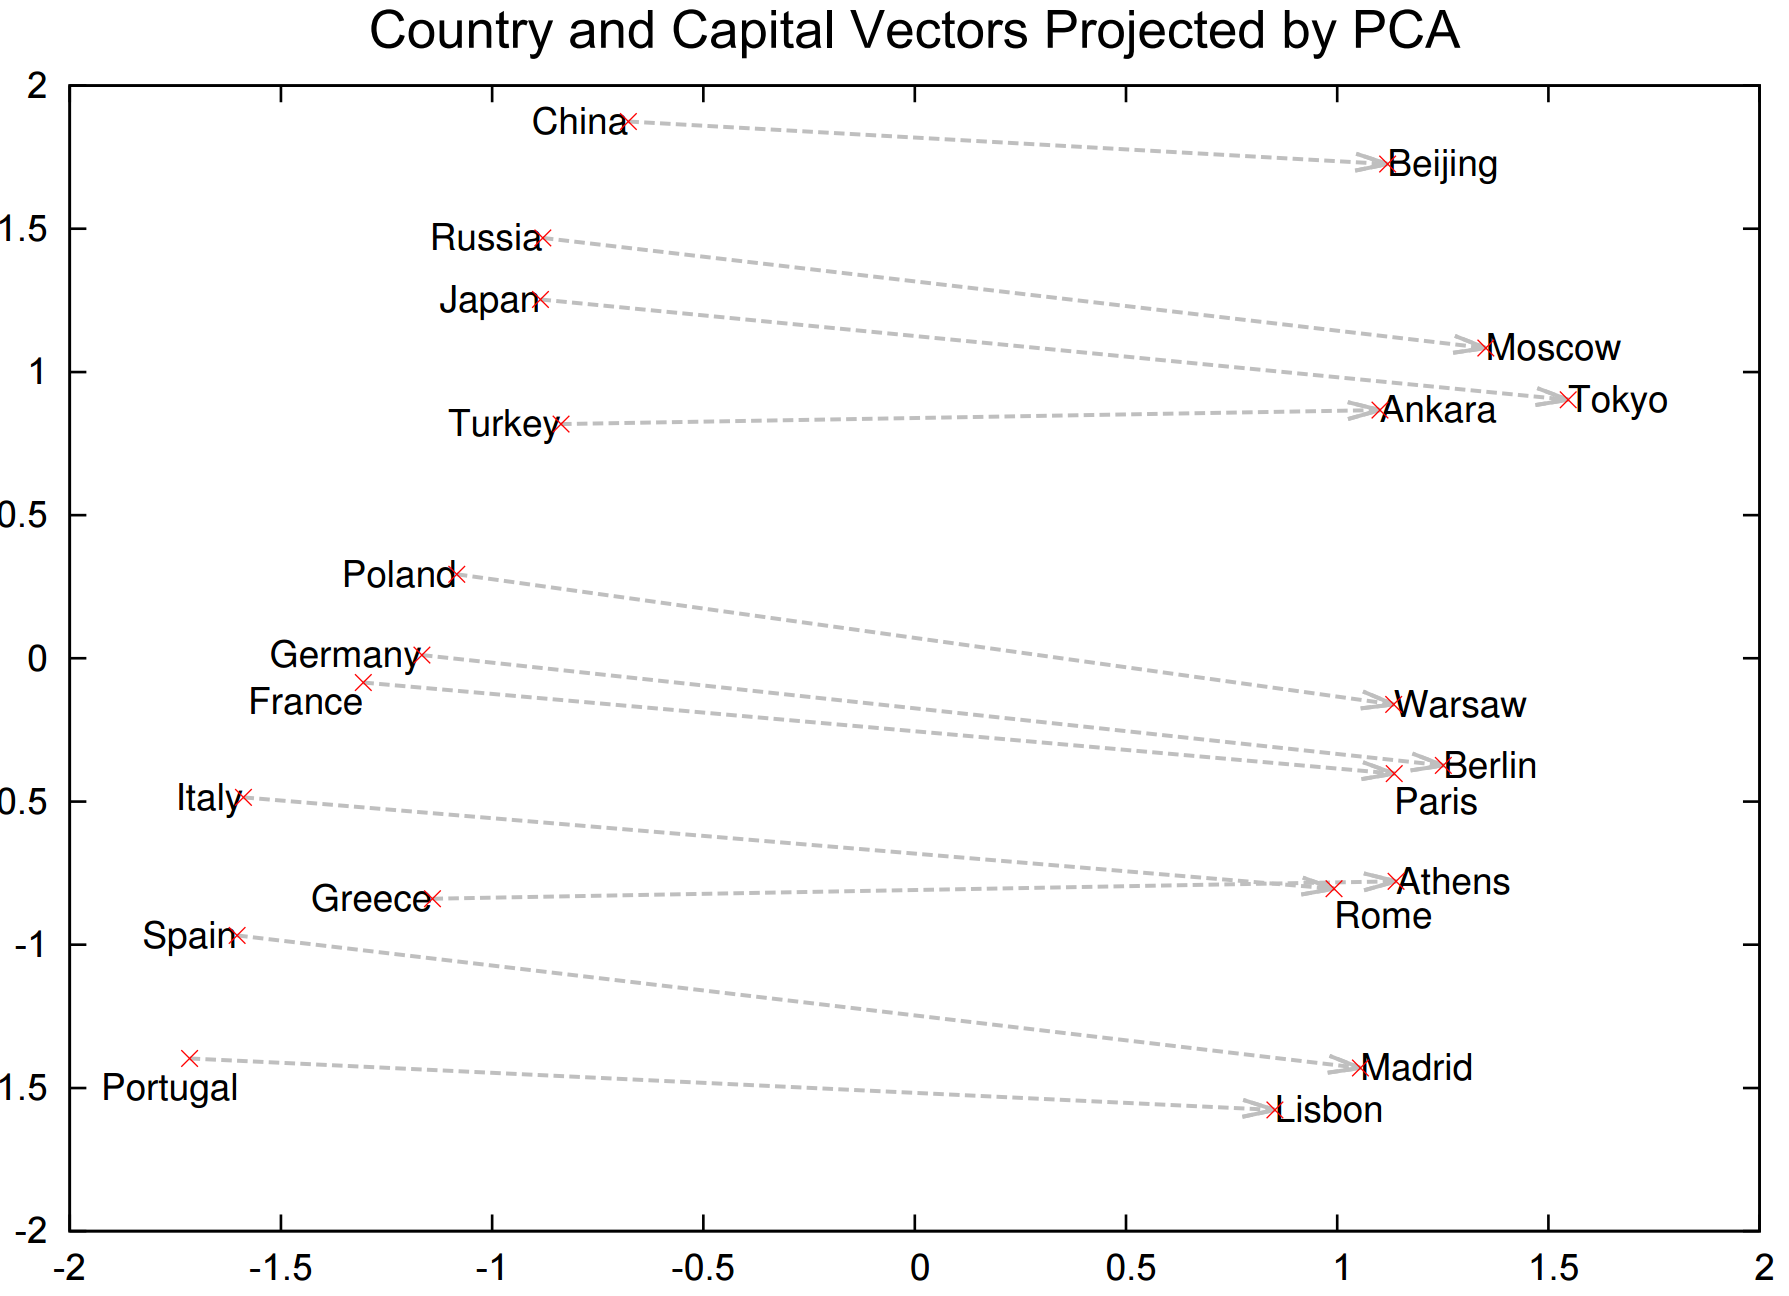 Country and Capital Vectors Projected by PCA
2
China
Beijing
1.5
Russia
Japan
Moscow
1
Tokyo
Turkey
Ankara
0.5
Poland
Germany
0
France
Warsaw
Berlin
Italy
0.5
Paris
Greece
Athens
Rome
Spain
-1
Madrid
Portugal
1.5
Lisbon
-2
-2 -1.5 -1 -0.5 0 0.5 1 1.5 2